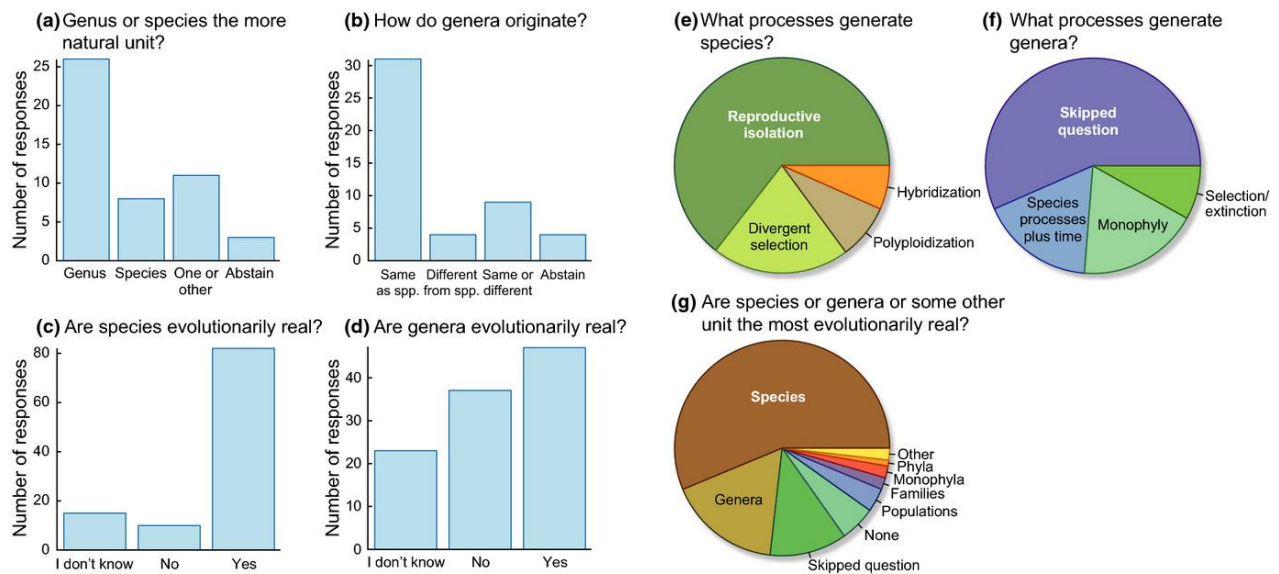 (a) Genus or species the more
natural unit?
Number of responses
25
20
15
10
5
0
Genus
Species
One or
other
Abstain
(b) How do genera originate?
Number of responses
30
25
20
15
10
5
0
Same
as spp.
Different
from spp.
Same or
different
Abstain
(c) Are species evolutionarily real?
Number of responses
80
60
40
20
0
I don't know
No
Yes
(d) Are genera evolutionarily real?
Number of responses
40
30
20
10
0
I don't know
No
Yes
(e) What processes generate
species?
Reproductive
isolation
Hybridization
Polyploidization
Divergent
selection
(f) What processes generate
genera?
Skipped
question
Selection/
extinction
Monophyly
Species
processes
plus time
(g) Are species or genera or some other
unit the most evolutionarily real?
Species
Other
Phyla
Monophyla
Families
Populations
None
Skipped question
Genera